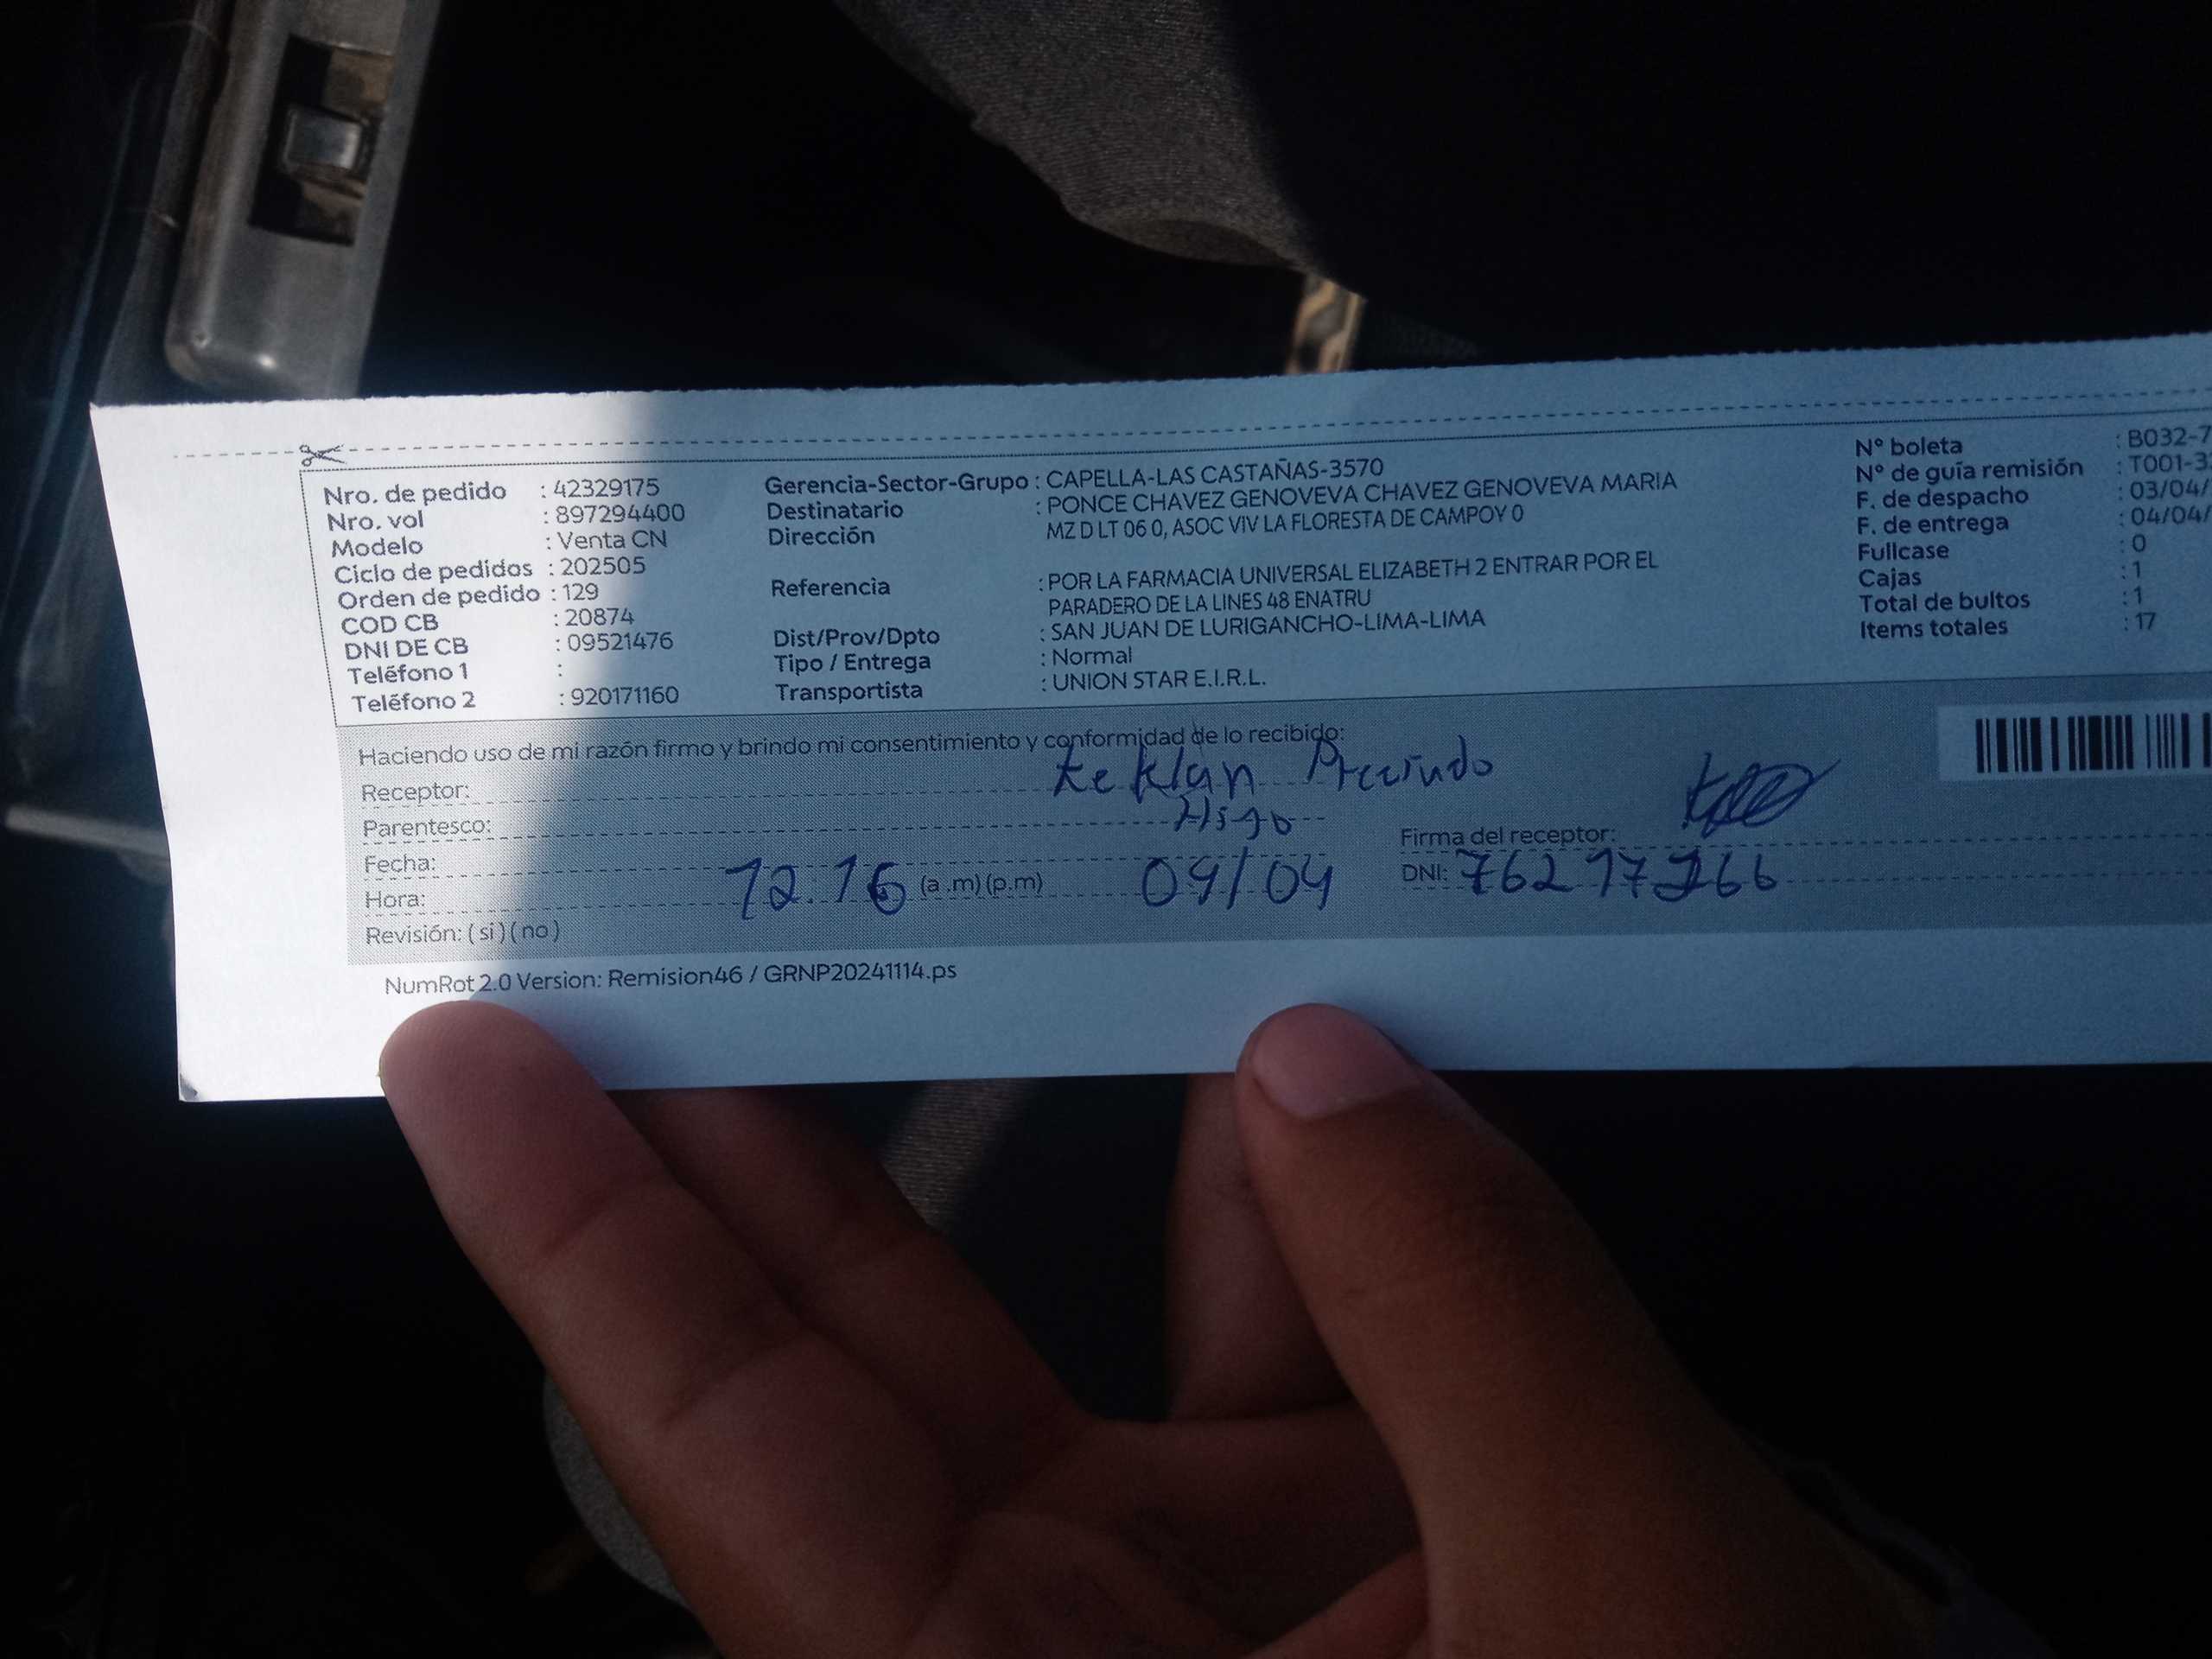 Nro. de pedido : 42329175
Nro. vol : 897294400
Modelo : Venta CN
Ciclo de pedidos : 202505
Orden de pedido : 129
COD CB : 20874
DNI DE CB : 09521476
Teléfono 1 :
Teléfono 2 : 920171160
Gerencia-Sector-Grupo : CAPELLA-LAS CASTAÑAS-3570
Destinatario : PONCE CHAVEZ GENOVEVA CHAVEZ GENOVEVA MARIA
Dirección MZ D LT 06 0, ASOC VIV LA FLORESTA DE CAMPOY 0
Referencia : POR LA FARMACIA UNIVERSAL ELIZABETH 2 ENTRAR POR EL
PARADERO DE LA LINES 48 ENATRU
Dist/Prov/Dpto : SAN JUAN DE LURIGANCHO-LIMA-LIMA
Tipo / Entrega : Normal
Transportista : UNION STAR E.I.R.L.
N° boleta : B032-7
N° de guía remisión : T001-3
F. de despacho : 03/04/
F. de entrega : 04/04/
Fullcase : 0
Cajas : 1
Total de bultos : 1
Items totales : 17
Haciendo uso de mi razón firmo y brindo mi consentimiento y conformidad de lo recibido:
Receptor:
Parentesco:
Fecha:
Hora: 12.16 (a .m) (p.m) 04/04
Revisión: ( si ) ( no )
Firma del receptor:
DNI:
NumRot 2.0 Version: Remision46 / GRNP20241114.ps